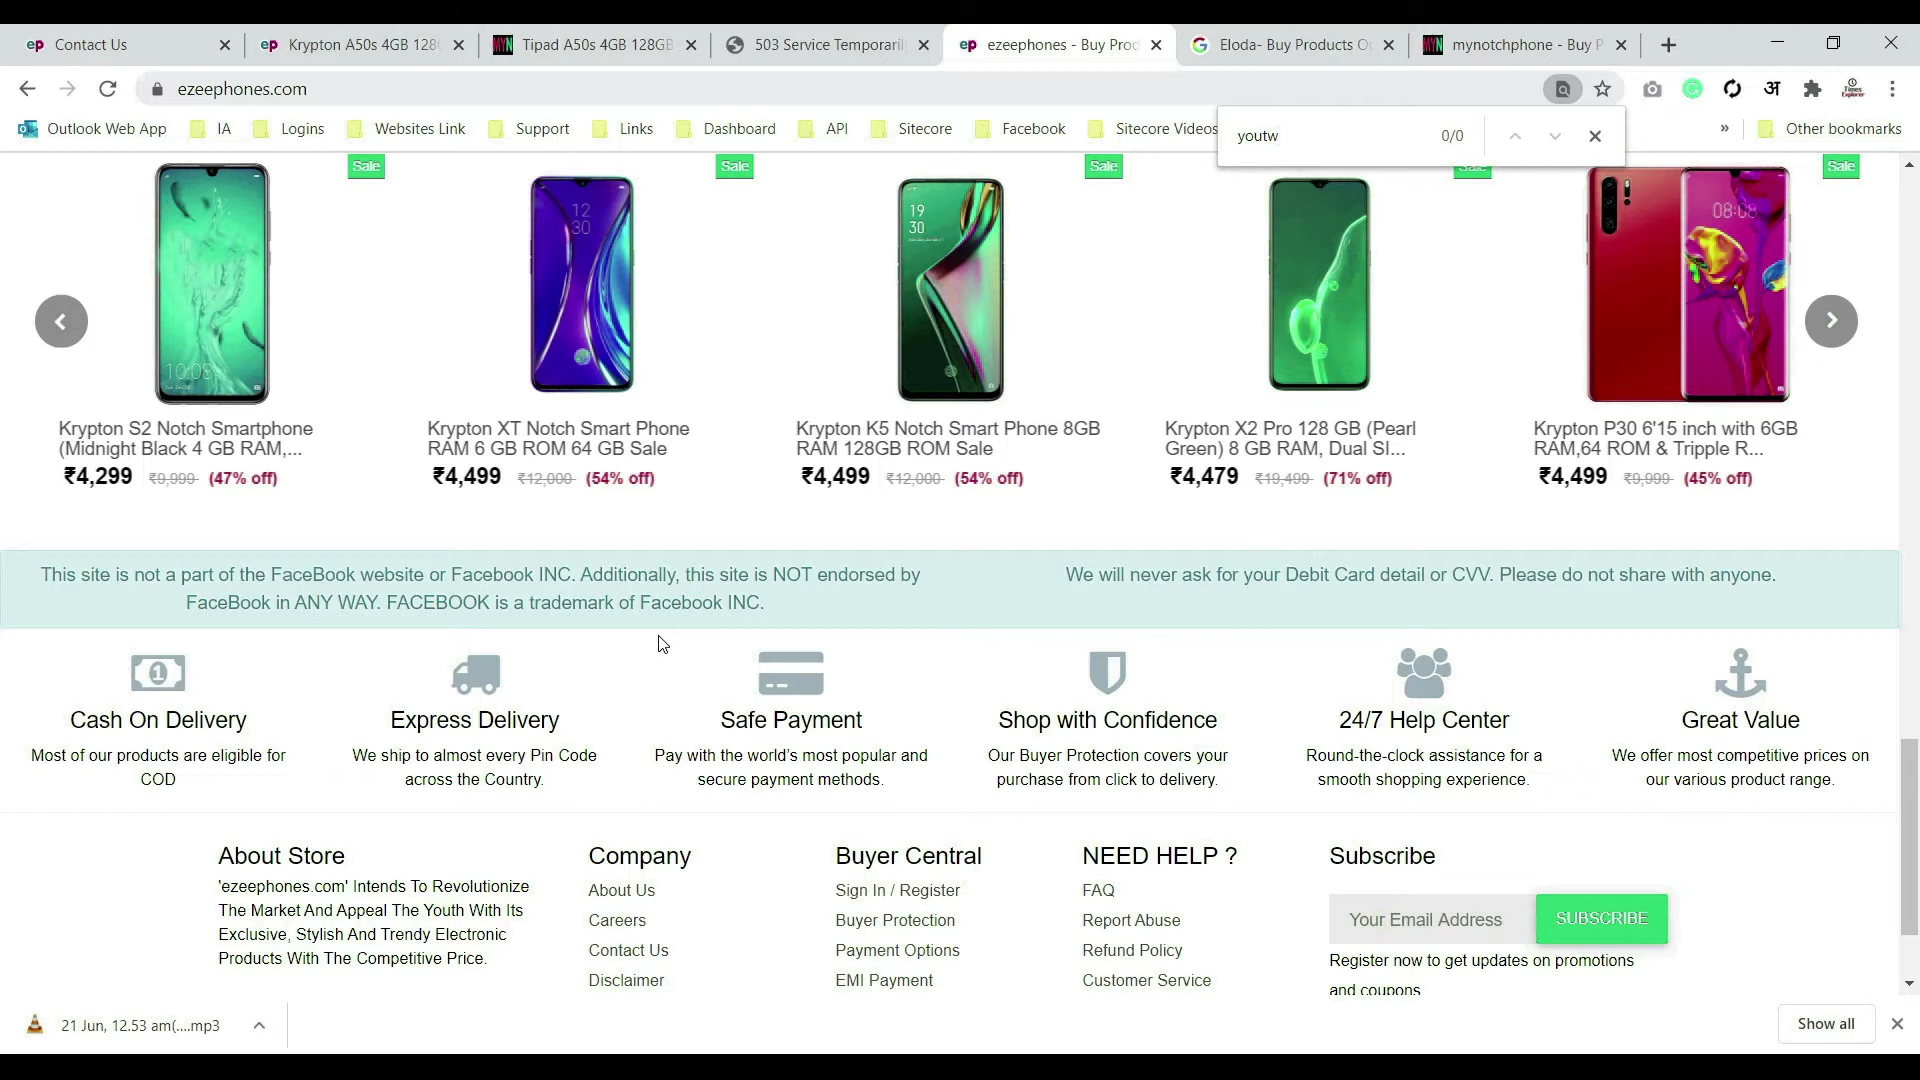 Contact Us
Krypton A50s 4GB 128G
Tipad A50s 4GB 128GB
503 Service Temporaril
ezeephones - Buy Prod
Eloda- Buy Products O
mynotchphone - Buy P
ezeephones.com
Outlook Web App
IA
Logins
Websites Link
Support
Links
Dashboard
API
Sitecore
Facebook
Sitecore Videos
Other bookmarks
youtw
0/0
Sale
Sale
Sale
Sale
Sale
12
30
19
30
08:08
10:08
Krypton S2 Notch Smartphone
(Midnight Black 4 GB RAM,...
₹4,299 ₹9,999 (47% off)
Krypton XT Notch Smart Phone
RAM 6 GB ROM 64 GB Sale
₹4,499 ₹12,000 (54% off)
Krypton K5 Notch Smart Phone 8GB
RAM 128GB ROM Sale
₹4,499 ₹12,000 (54% off)
Krypton X2 Pro 128 GB (Pearl
Green) 8 GB RAM, Dual SI...
₹4,479 ₹19,499 (71% off)
Krypton P30 6'15 inch with 6GB
RAM,64 ROM & Tripple R...
₹4,499 ₹9,999 (45% off)
This site is not a part of the FaceBook website or Facebook INC. Additionally, this site is NOT endorsed by
FaceBook in ANY WAY. FACEBOOK is a trademark of Facebook INC.
We will never ask for your Debit Card detail or CVV. Please do not share with anyone.
Cash On Delivery
Most of our products are eligible for
COD
Express Delivery
We ship to almost every Pin Code
across the Country.
Safe Payment
Pay with the world's most popular and
secure payment methods.
Shop with Confidence
Our Buyer Protection covers your
purchase from click to delivery.
24/7 Help Center
Round-the-clock assistance for a
smooth shopping experience.
Great Value
We offer most competitive prices on
our various product range.
About Store
'ezeephones.com' Intends To Revolutionize
The Market And Appeal The Youth With Its
Exclusive, Stylish And Trendy Electronic
Products With The Competitive Price.
Company
About Us
Careers
Contact Us
Disclaimer
Buyer Central
Sign In / Register
Buyer Protection
Payment Options
EMI Payment
NEED HELP ?
FAQ
Report Abuse
Refund Policy
Customer Service
Subscribe
Your Email Address
SUBSCRIBE
Register now to get updates on promotions
and coupons
21 Jun, 12.53 am(....mp3
Show all